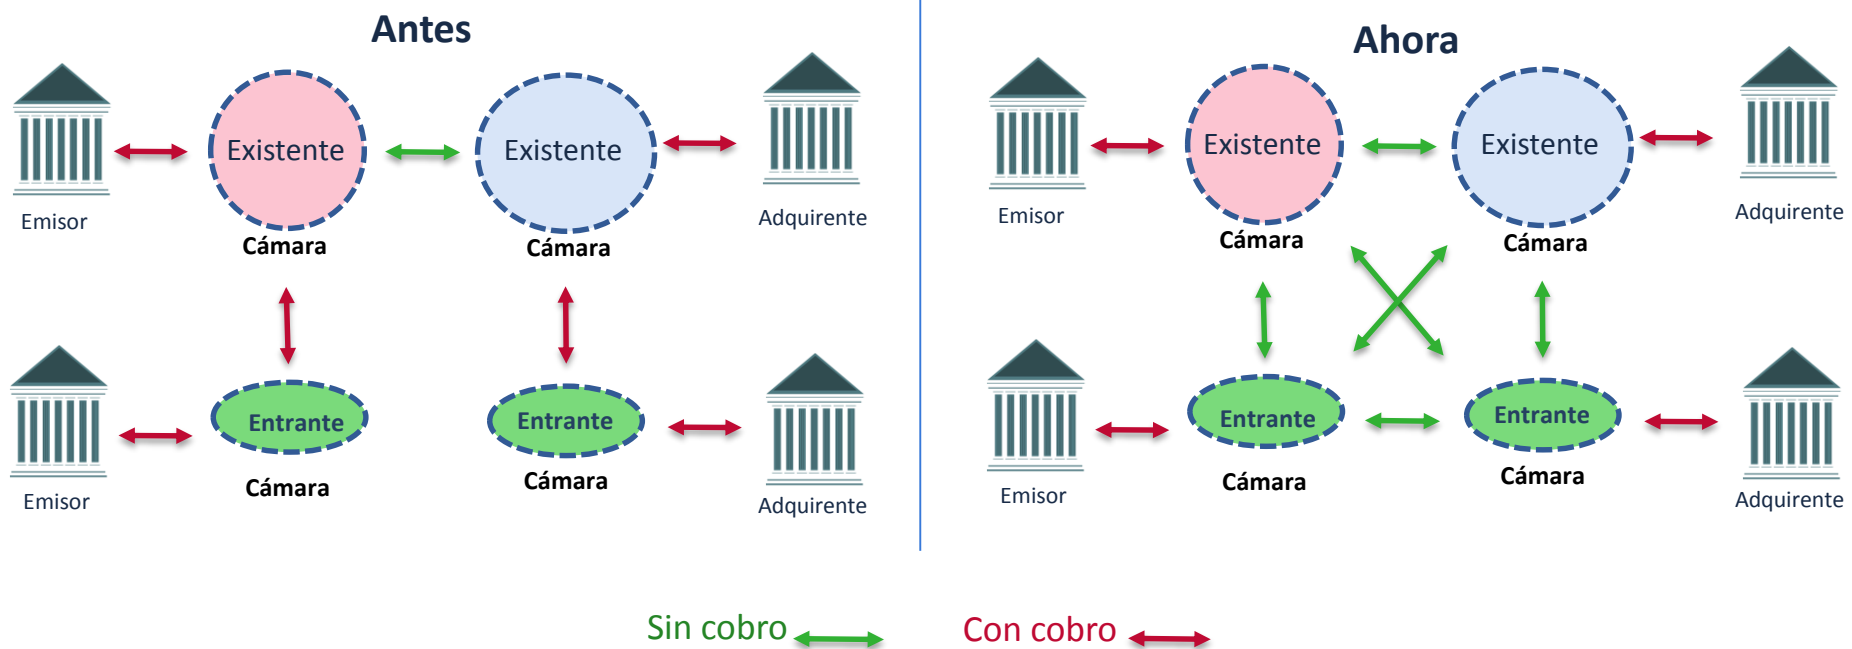 Antes
Existente
Existente
Emisor
Adquirente
Cámara
Cámara
Entrante
Entrante
Cámara
Cámara
Emisor
Adquirente
Ahora
Existente
Existente
Emisor
Adquirente
Cámara
Cámara
Entrante
Entrante
Cámara
Cámara
Emisor
Adquirente
Sin cobro
Con cobro